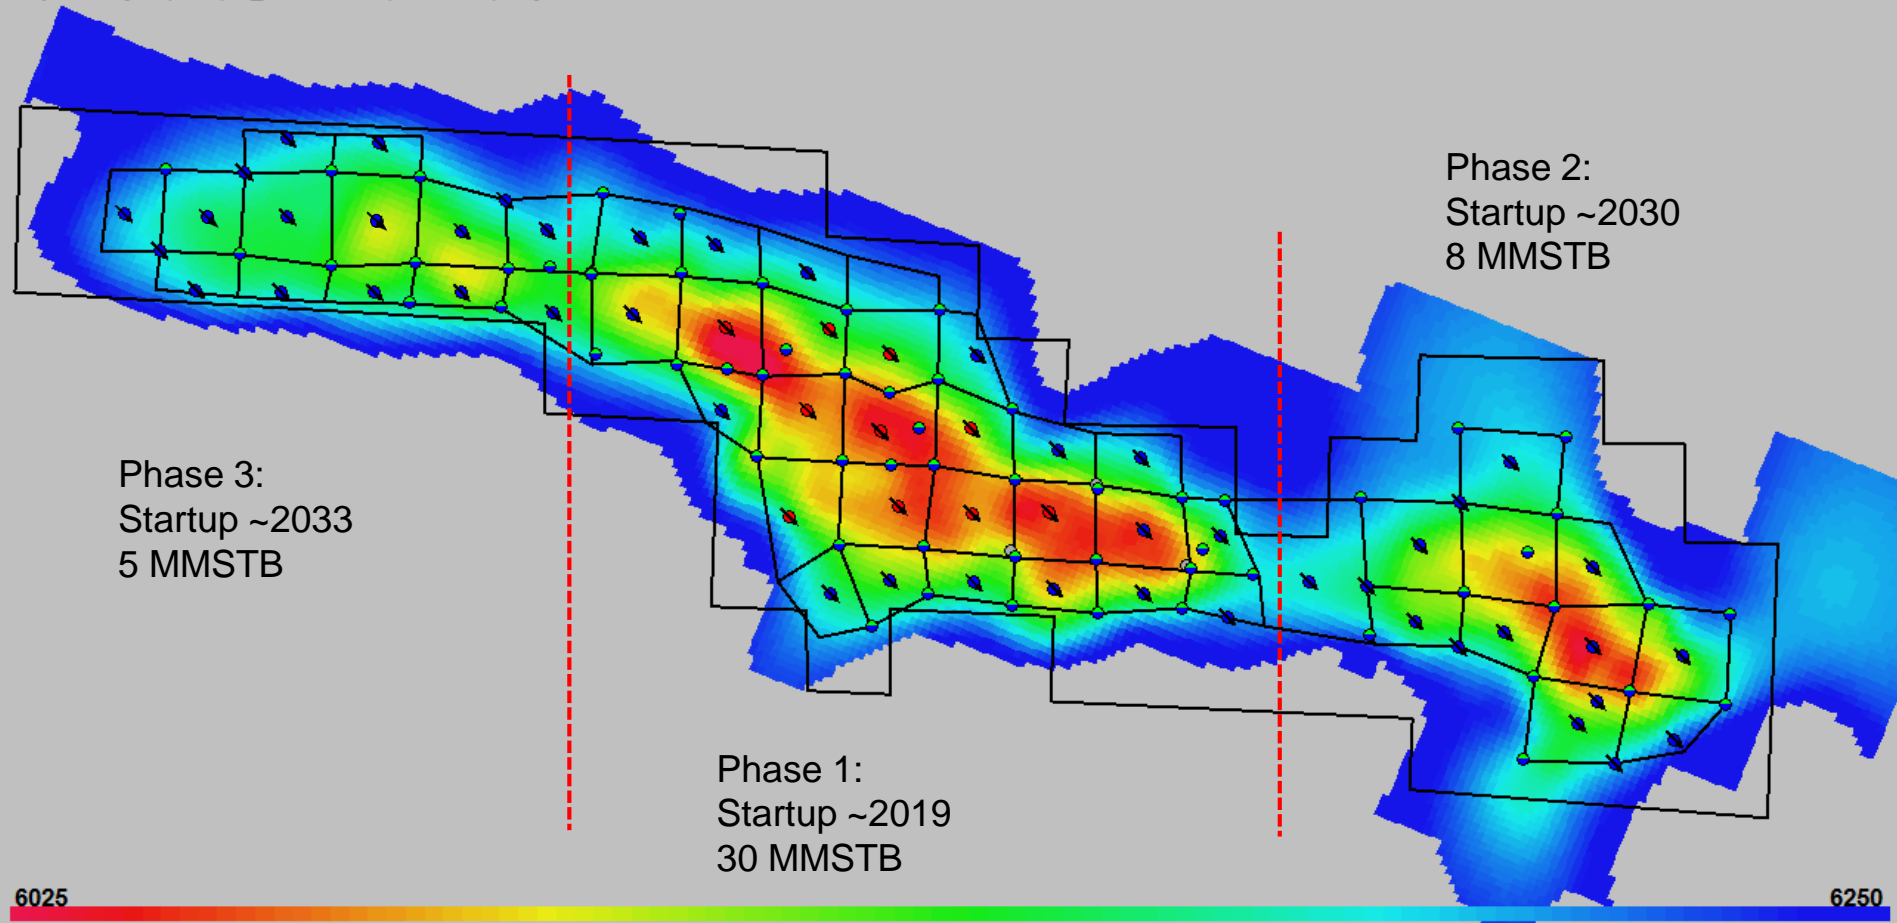 Phase 2:
Startup ~2030
8 MMSTB
Phase 3:
Startup ~2033
5 MMSTB
Phase 1:
Startup ~2019
30 MMSTB
6025
6250